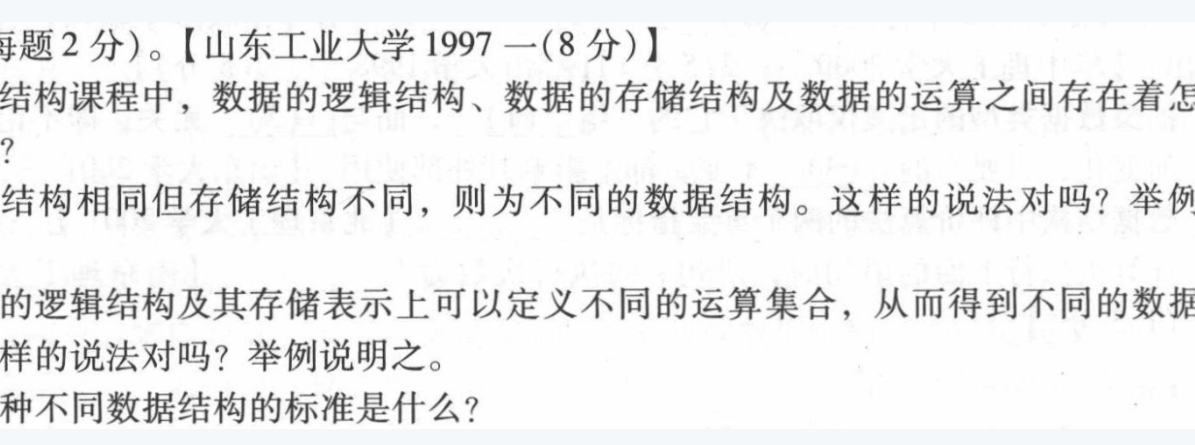 每题2分)。【山东工业大学1997 一(8分)】
结构课程中，数据的逻辑结构、数据的存储结构及数据的运算之间存在着怎
?
结构相同但存储结构不同，则为不同的数据结构。这样的说法对吗？举例
的逻辑结构及其存储表示上可以定义不同的运算集合，从而得到不同的数据
样的说法对吗？举例说明之。
种不同数据结构的标准是什么？